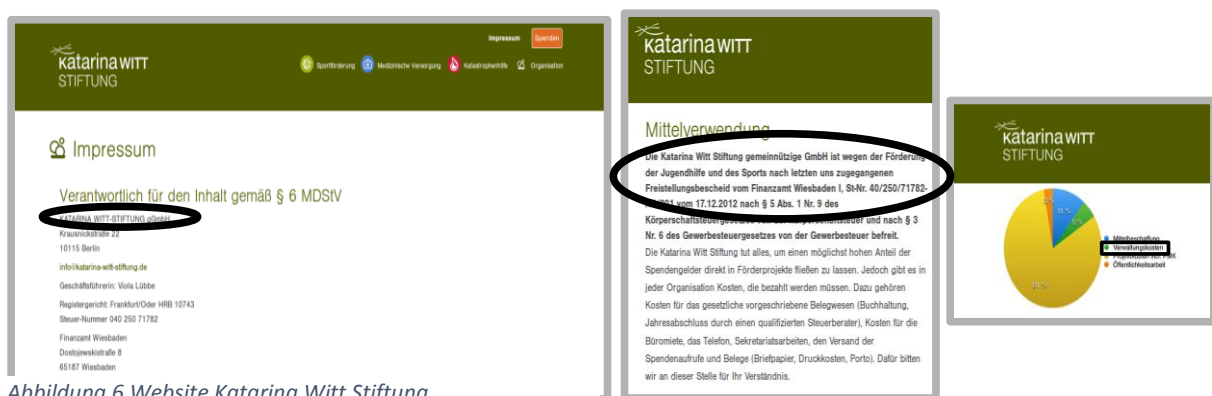 Katarina WITT
STIFTUNG
Impressum
Spenden
Sportförderung
Medizinische Versorgung
Katastrophenhilfe
Organisation
Impressum
Verantwortlich für den Inhalt gemäß § 6 MDStV
KATARINA WITT-STIFTUNG gGmbH
Krausnickstraße 22
10115 Berlin
info@katarina-witt-stiftung.de
Geschäftsführerin: Viola Lübbe
Registergericht: Frankfurt/Oder HRB 10743
Steuer-Nummer 040 250 71782
Finanzamt Wiesbaden
Dostojewskistraße 8
65187 Wiesbaden
Katarina WITT
STIFTUNG
Mittelverwendung
Die Katarina Witt Stiftung gemeinnützige GmbH ist wegen der Förderung
der Jugendhilfe und des Sports nach letzten uns zugegangenen
Freistellungsbescheid vom Finanzamt Wiesbaden I, St-Nr. 40/250/71782-
vom 17.12.2012 nach § 5 Abs. 1 Nr. 9 des
Körperschaftsteuergesetzes von der Körperschaftsteuer und nach § 3
Nr. 6 des Gewerbesteuergesetzes von der Gewerbesteuer befreit.
Die Katarina Witt Stiftung tut alles, um einen möglichst hohen Anteil der
Spendengelder direkt in Förderprojekte fließen zu lassen. Jedoch gibt es in
jeder Organisation Kosten, die bezahlt werden müssen. Dazu gehören
Kosten für das gesetzliche vorgeschriebene Belegwesen (Buchhaltung,
Jahresabschluss durch einen qualifizierten Steuerberater), Kosten für die
Büromiete, das Telefon, Sekretariatsarbeiten, den Versand der
Spendenaufrufe und Belege (Briefpapier, Druckkosten, Porto). Dafür bitten
wir an dieser Stelle für Ihr Verständnis.
Katarina WITT
STIFTUNG
Mittelbeschaffung
Verwaltungskosten
Öffentlichkeitsarbeit
Abbildung 6 Website Katarina Witt Stiftung